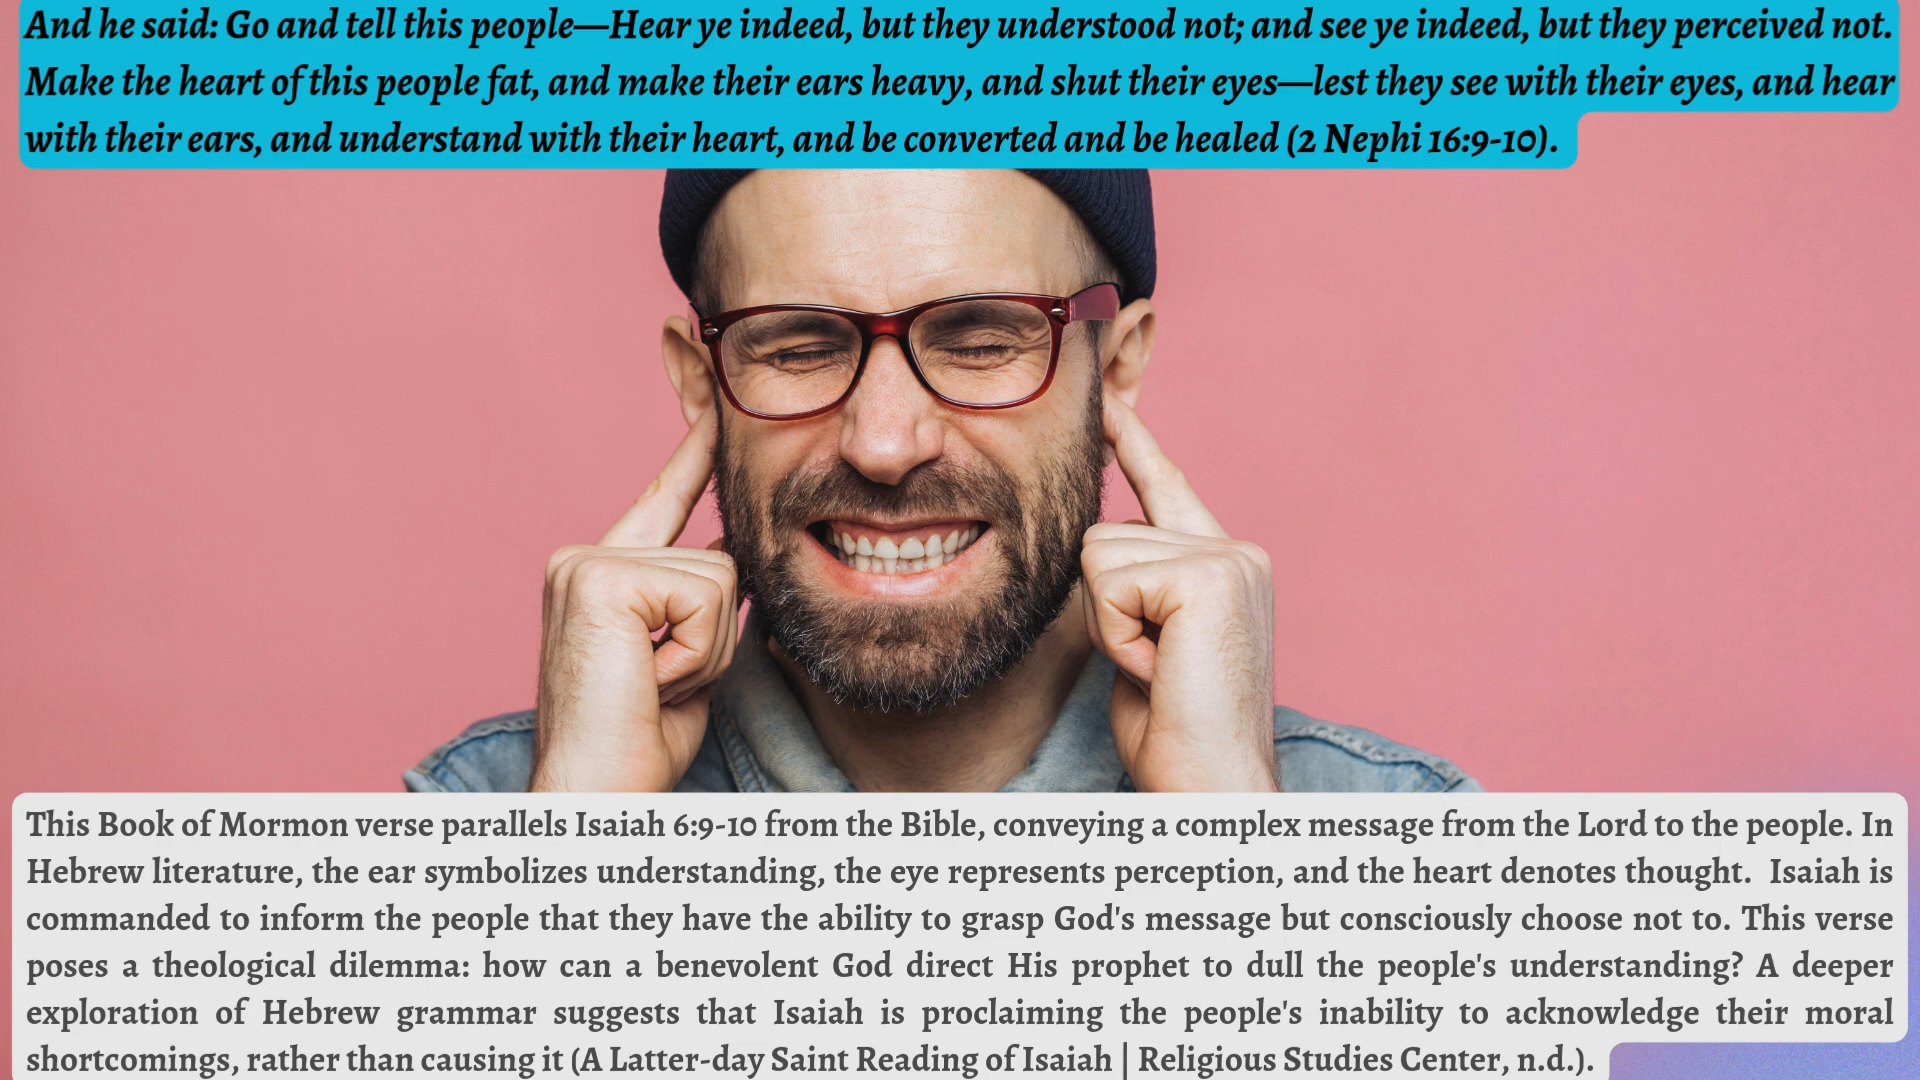 And he said: Go and tell this people—Hear ye indeed, but they understood not; and see ye indeed, but they perceived not.
Make the heart of this people fat, and make their ears heavy, and shut their eyes—lest they see with their eyes, and hear
with their ears, and understand with their heart, and be converted and be healed (2 Nephi 16:9-10).
This Book of Mormon verse parallels Isaiah 6:9-10 from the Bible, conveying a complex message from the Lord to the people. In
Hebrew literature, the ear symbolizes understanding, the eye represents perception, and the heart denotes thought.  Isaiah is
commanded to inform the people that they have the ability to grasp God's message but consciously choose not to. This verse
poses a theological dilemma: how can a benevolent God direct His prophet to dull the people's understanding? A deeper
exploration of Hebrew grammar suggests that Isaiah is proclaiming the people's inability to acknowledge their moral
shortcomings, rather than causing it (A Latter-day Saint Reading of Isaiah | Religious Studies Center, n.d.).